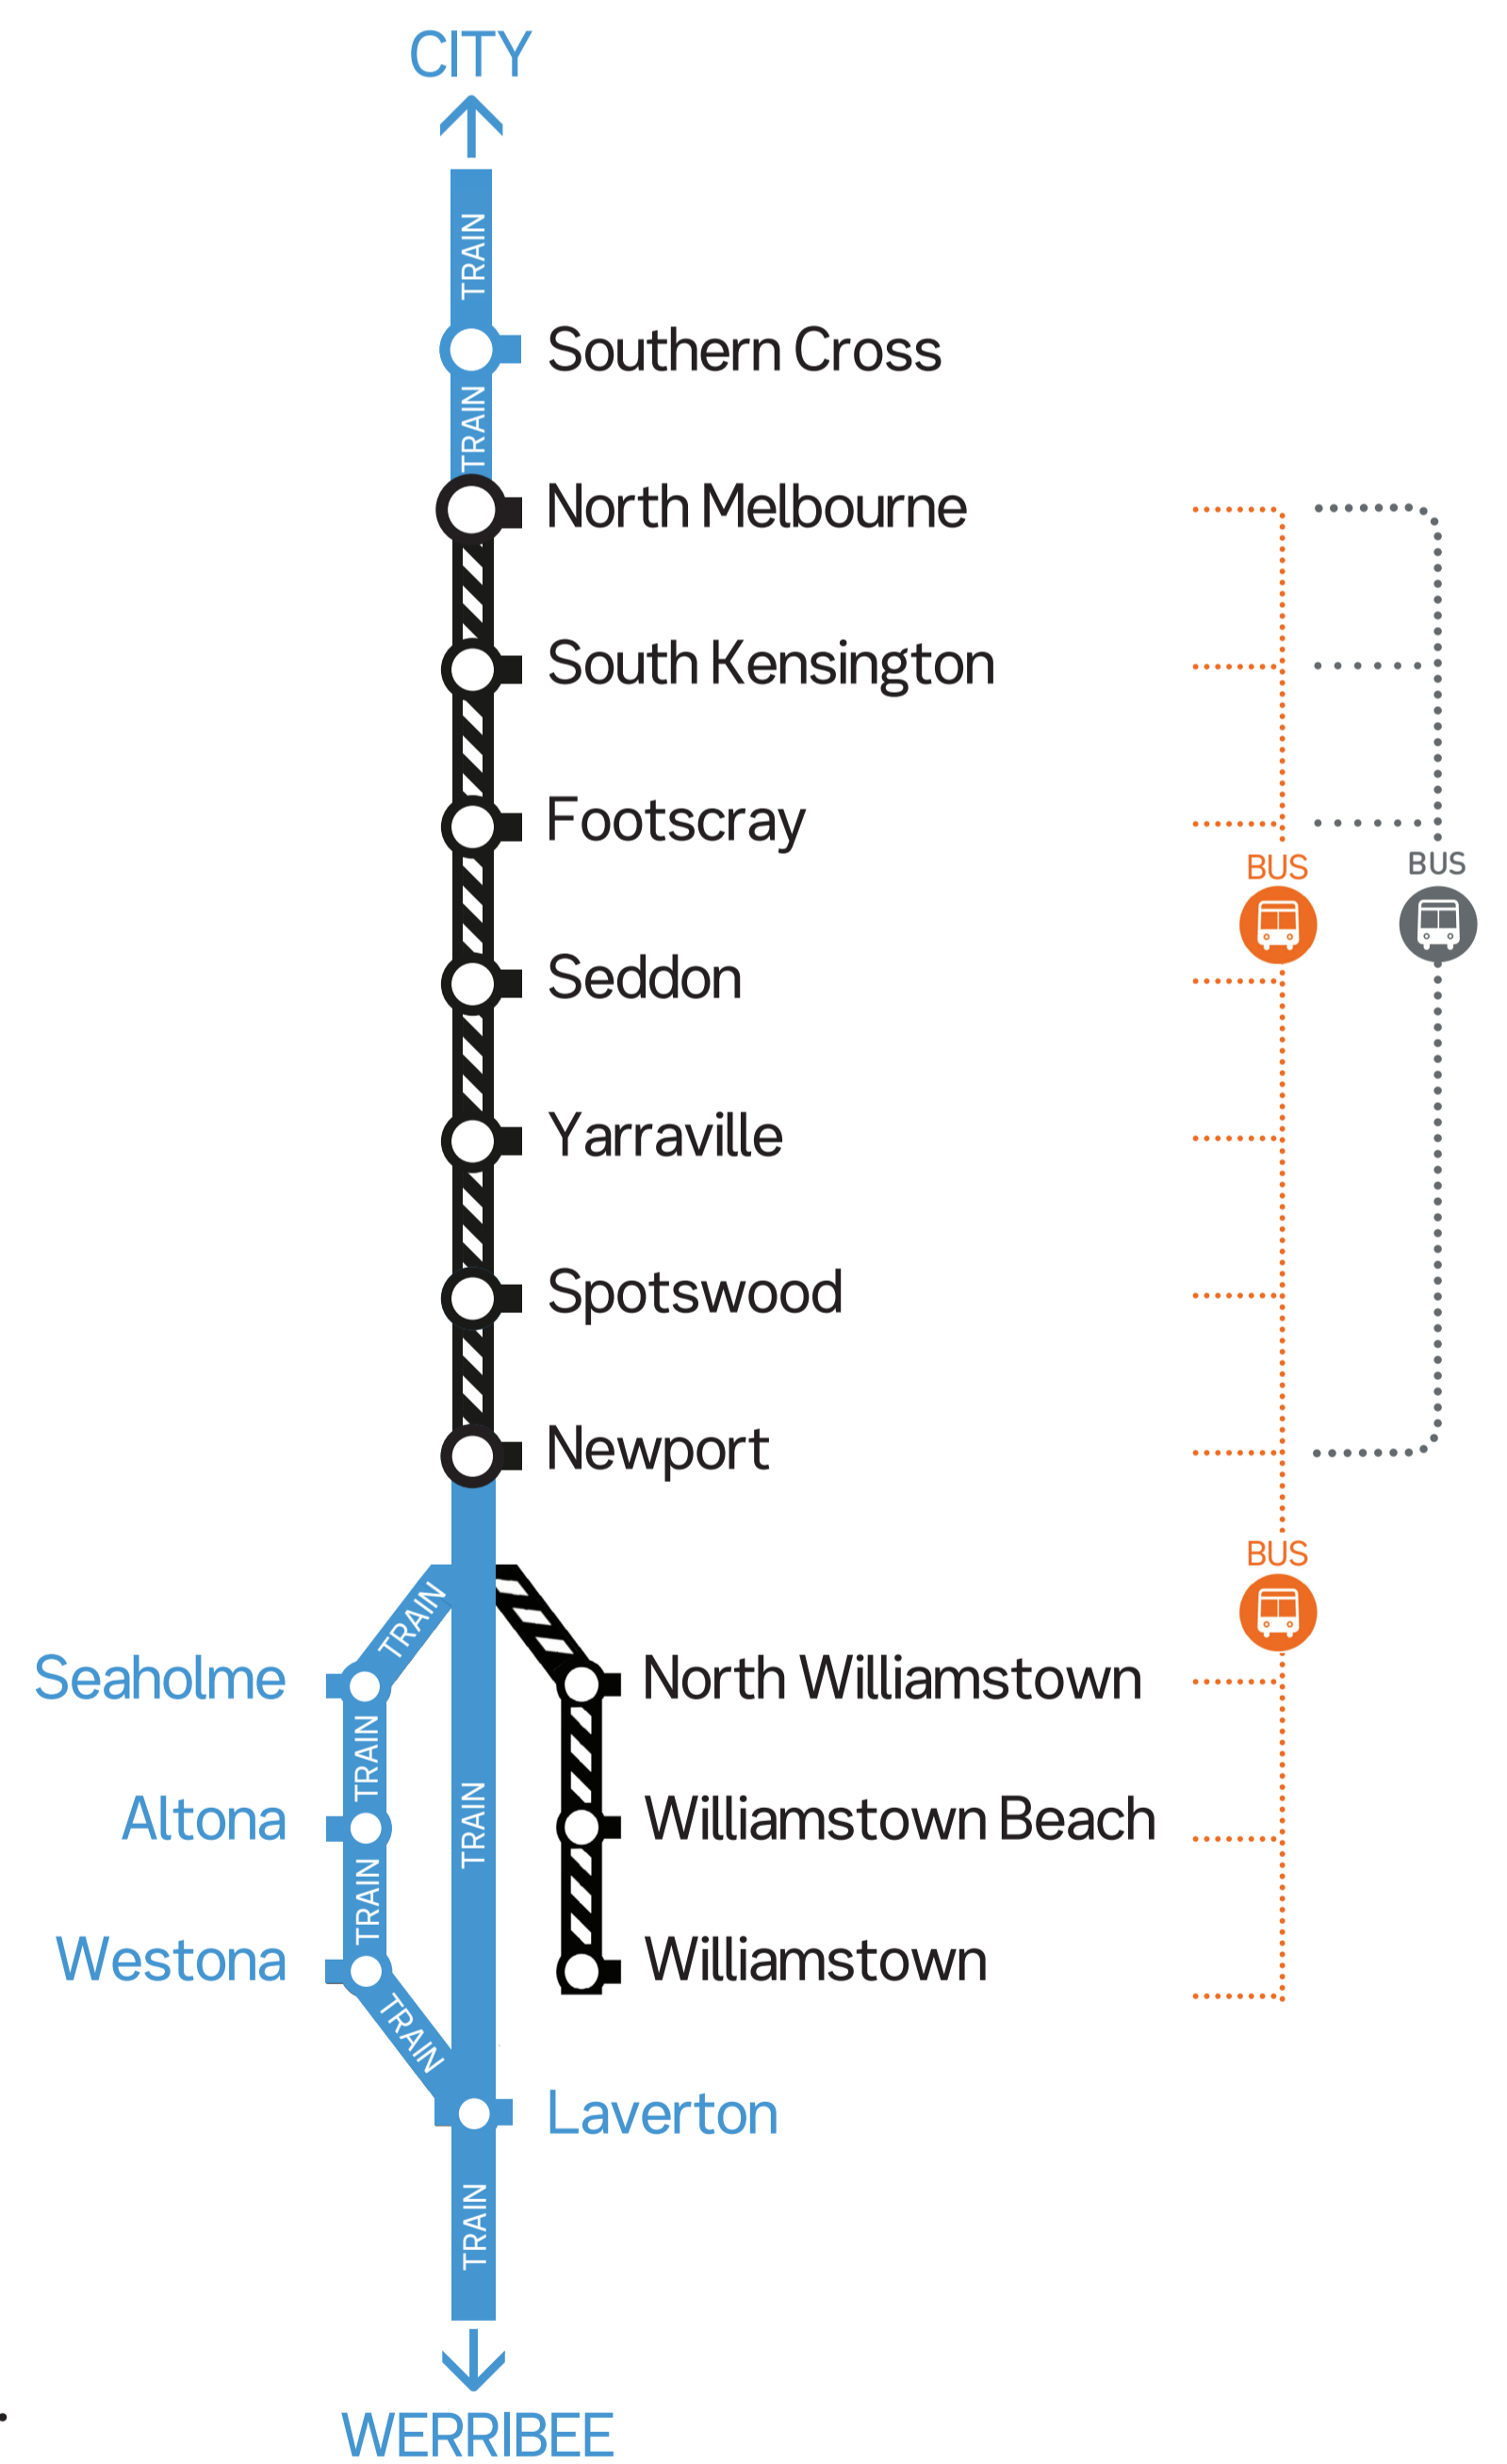 CITY
TRAIN
Southern Cross
TRAIN
North Melbourne
South Kensington
Footscray
BUS
BUS
Seddon
Yarraville
Spotswood
Newport
BUS
TRAIN
Seaholme
North Williamstown
TRAIN
TRAIN
Altona
Williamstown Beach
TRAIN
Westona
Williamstown
TRAIN
Laverton
TRAIN
WERRIBEE